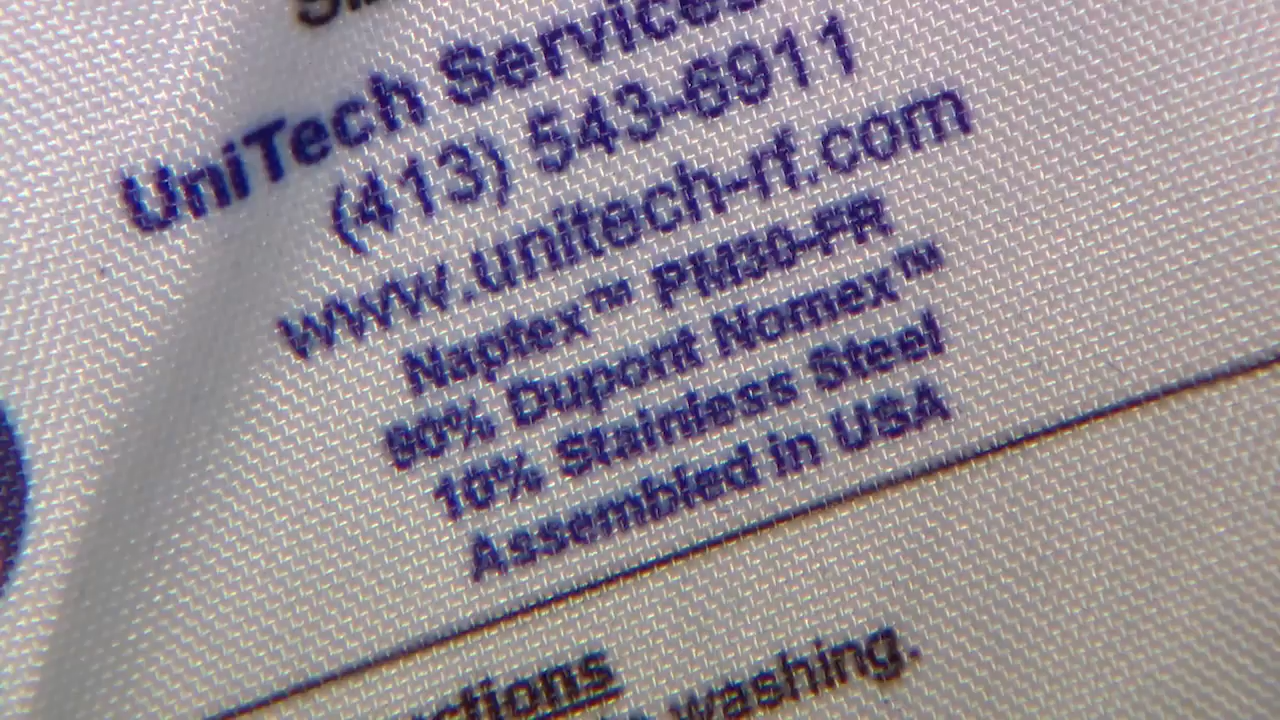 UniTech Services
(413) 543-6911
www.unitech-rf.com
Naptex™ PM30-FR
90% Dupont Nomex™
10% Stainless Steel
Assembled in USA
washing.